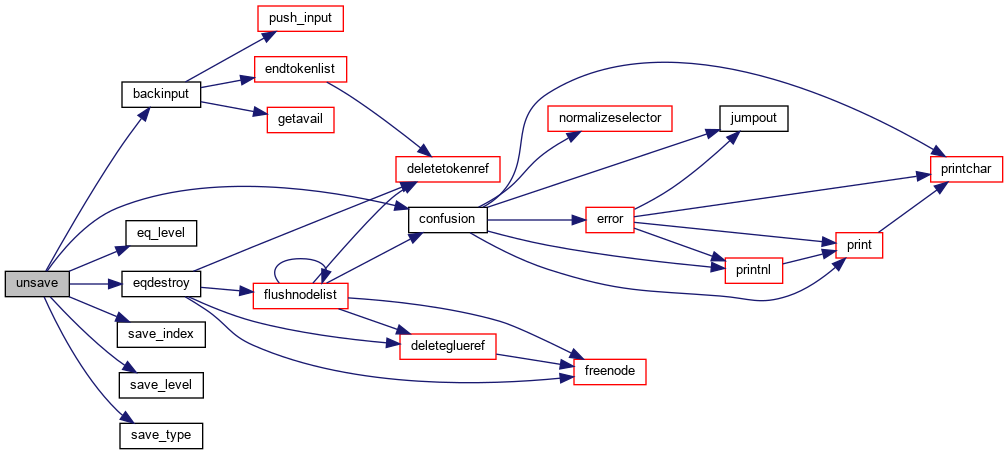 push_input
endtokenlist
backinput
getavail
normalizeselector
jumpout
deletetokenref
printchar
confusion
error
eq_level
print
printnl
unsave
eqdestroy
flushnodelist
save_index
deleteglueref
freenode
save_level
save_type